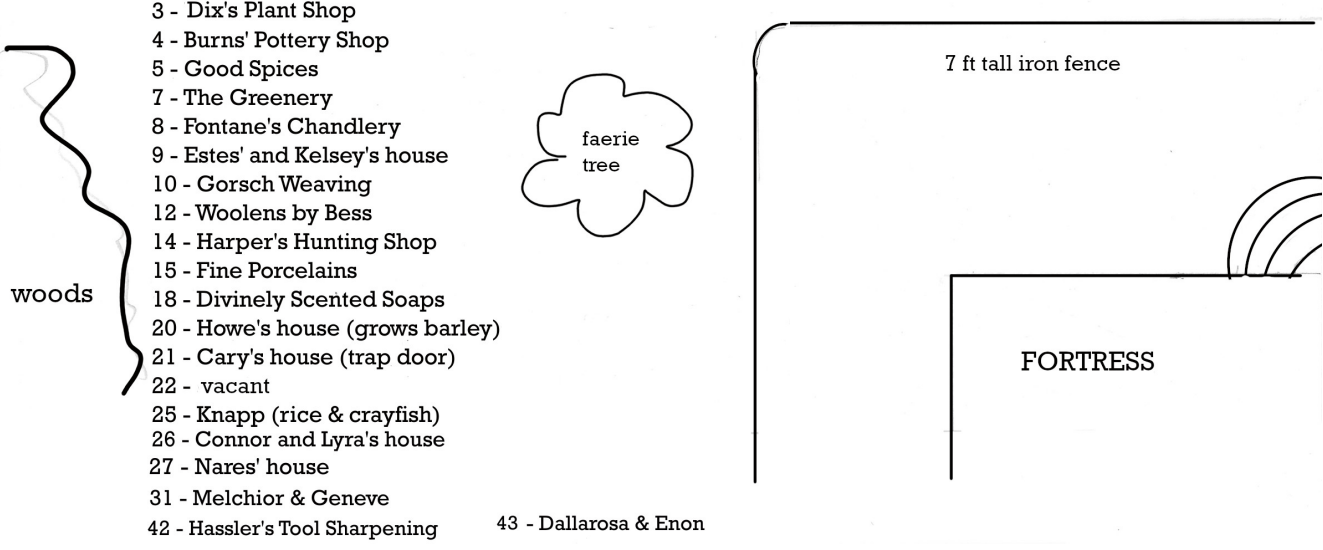 3 - Dix's Plant Shop
4 - Burns' Pottery Shop
5 - Good Spices
7 - The Greenery
8 - Fontane's Chandlery
9 - Estes' and Kelsey's house
10 - Gorsch Weaving
12 - Woolens by Bess
14 - Harper's Hunting Shop
15 - Fine Porcelains
18 - Divinely Scented Soaps
20 - Howe's house (grows barley)
21 - Cary's house (trap door)
22 - vacant
25 - Knapp (rice & crayfish)
26 - Connor and Lyra's house
27 - Nares' house
31 - Melchior & Geneve
42 - Hassler's Tool Sharpening
43 - Dallarosa & Enon
woods
faerie
tree
7 ft tall iron fence
FORTRESS